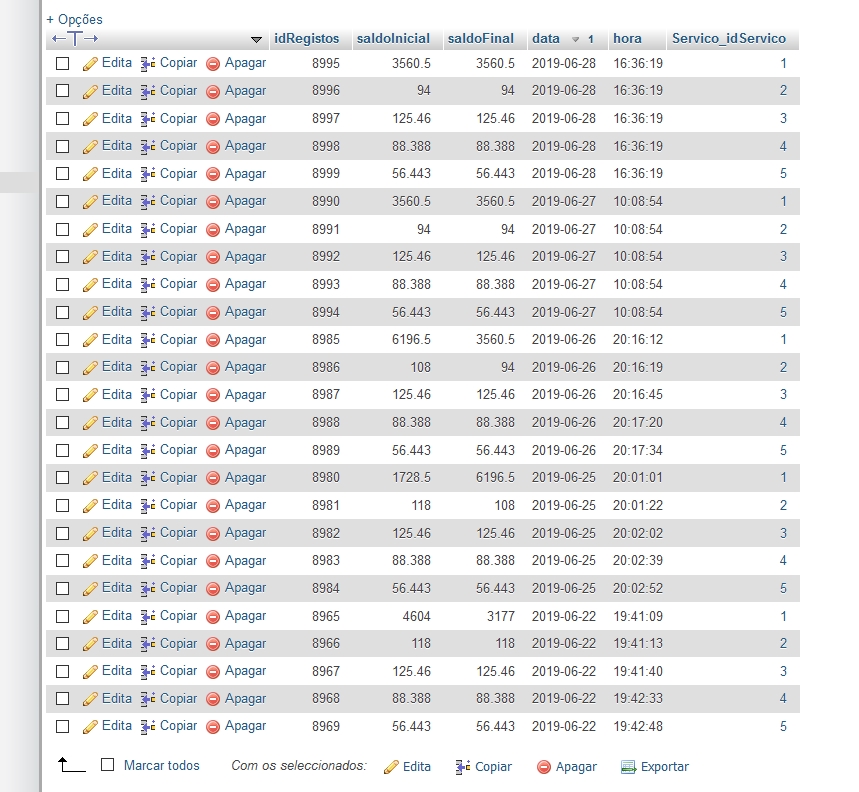 + Opções
←T→ idRegistos saldoInicial saldoFinal data 1 hora Servico_idServico
Edita Copiar Apagar 8995 3560.5 3560.5 2019-06-28 16:36:19 1
Edita Copiar Apagar 8996 94 94 2019-06-28 16:36:19 2
Edita Copiar Apagar 8997 125.46 125.46 2019-06-28 16:36:19 3
Edita Copiar Apagar 8998 88.388 88.388 2019-06-28 16:36:19 4
Edita Copiar Apagar 8999 56.443 56.443 2019-06-28 16:36:19 5
Edita Copiar Apagar 8990 3560.5 3560.5 2019-06-27 10:08:54 1
Edita Copiar Apagar 8991 94 94 2019-06-27 10:08:54 2
Edita Copiar Apagar 8992 125.46 125.46 2019-06-27 10:08:54 3
Edita Copiar Apagar 8993 88.388 88.388 2019-06-27 10:08:54 4
Edita Copiar Apagar 8994 56.443 56.443 2019-06-27 10:08:54 5
Edita Copiar Apagar 8985 6196.5 3560.5 2019-06-26 20:16:12 1
Edita Copiar Apagar 8986 108 94 2019-06-26 20:16:19 2
Edita Copiar Apagar 8987 125.46 125.46 2019-06-26 20:16:45 3
Edita Copiar Apagar 8988 88.388 88.388 2019-06-26 20:17:20 4
Edita Copiar Apagar 8989 56.443 56.443 2019-06-26 20:17:34 5
Edita Copiar Apagar 8980 1728.5 6196.5 2019-06-25 20:01:01 1
Edita Copiar Apagar 8981 118 108 2019-06-25 20:01:22 2
Edita Copiar Apagar 8982 125.46 125.46 2019-06-25 20:02:02 3
Edita Copiar Apagar 8983 88.388 88.388 2019-06-25 20:02:39 4
Edita Copiar Apagar 8984 56.443 56.443 2019-06-25 20:02:52 5
Edita Copiar Apagar 8965 4604 3177 2019-06-22 19:41:09 1
Edita Copiar Apagar 8966 118 118 2019-06-22 19:41:13 2
Edita Copiar Apagar 8967 125.46 125.46 2019-06-22 19:41:40 3
Edita Copiar Apagar 8968 88.388 88.388 2019-06-22 19:42:33 4
Edita Copiar Apagar 8969 56.443 56.443 2019-06-22 19:42:48 5
Marcar todos Com os seleccionados: Edita Copiar Apagar Exportar